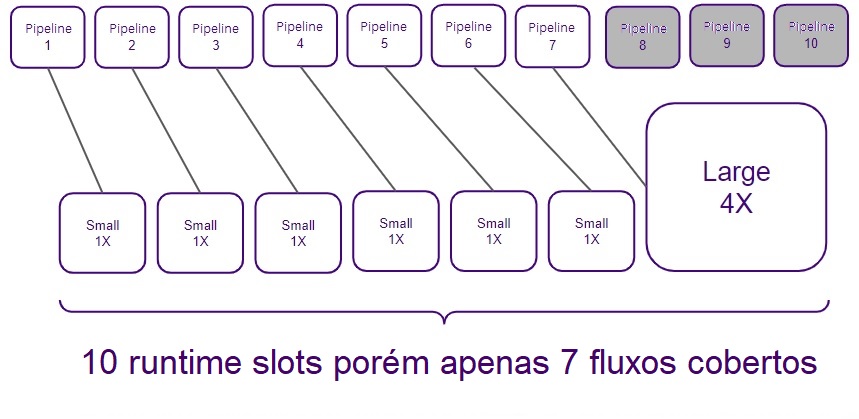 Pipeline
1
Pipeline
2
Pipeline
3
Pipeline
4
Pipeline
5
Pipeline
6
Pipeline
7
Pipeline
8
Pipeline
9
Pipeline
10
Large
4X
Small
1X
Small
1X
Small
1X
Small
1X
Small
1X
Small
1X
10 runtime slots porém apenas 7 fluxos cobertos